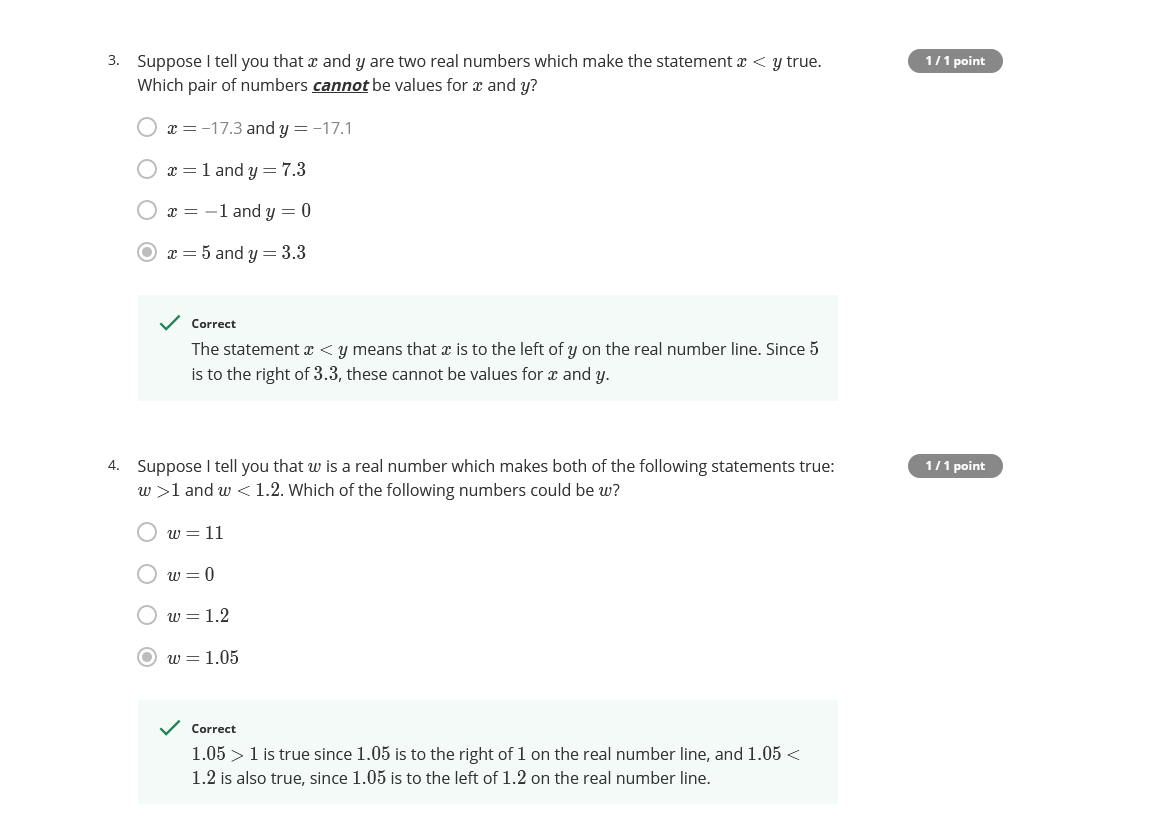 3. Suppose I tell you that x and y are two real numbers which make the statement x < y true. 1 / 1 point
Which pair of numbers cannot be values for x and y?
x = −17.3 and y = −17.1
x = 1 and y = 7.3
x = −1 and y = 0
x = 5 and y = 3.3
Correct
The statement x < y means that x is to the left of y on the real number line. Since 5
is to the right of 3.3, these cannot be values for x and y.
4. Suppose I tell you that w is a real number which makes both of the following statements true: 1 / 1 point
w >1 and w < 1.2. Which of the following numbers could be w?
w = 11
w = 0
w = 1.2
w = 1.05
Correct
1.05 > 1 is true since 1.05 is to the right of 1 on the real number line, and 1.05 <
1.2 is also true, since 1.05 is to the left of 1.2 on the real number line.